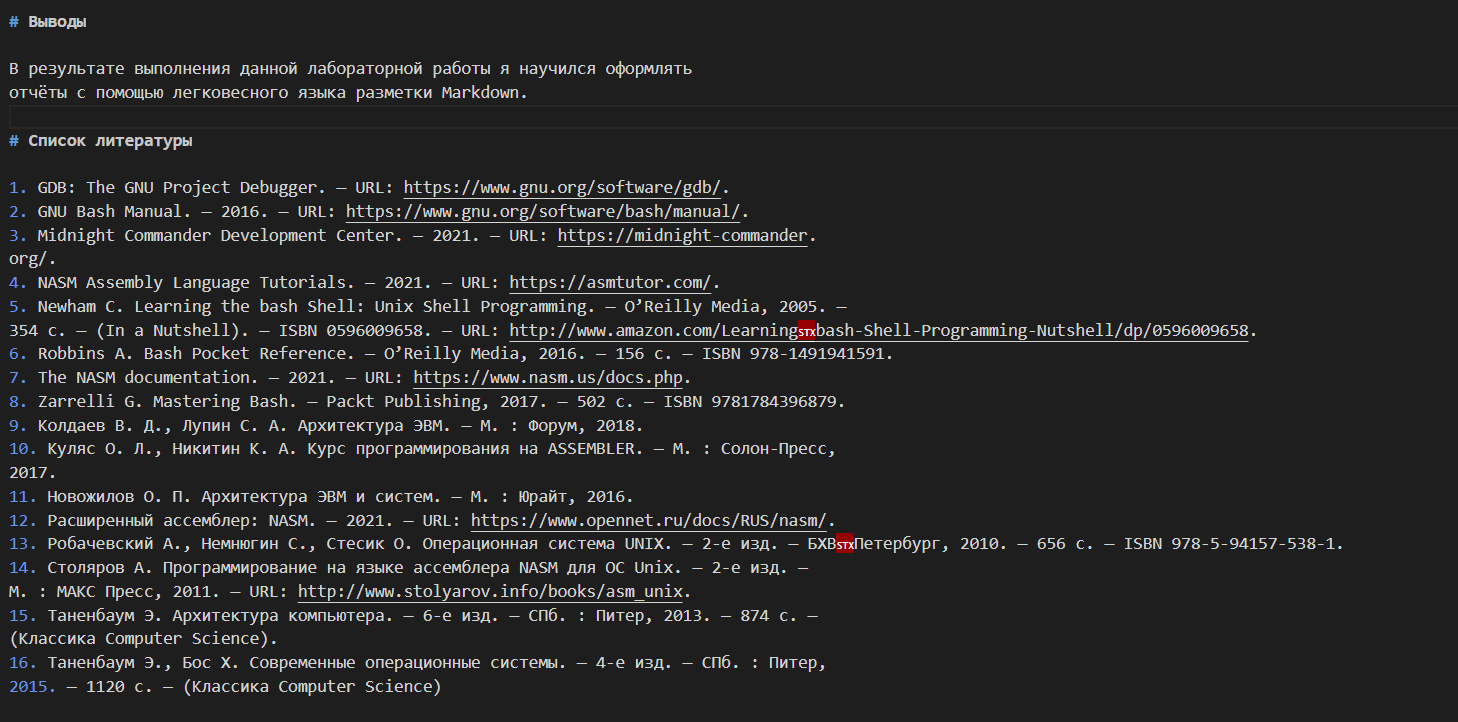 # Выводы
В результате выполнения данной лабораторной работы я научился оформлять
отчёты с помощью легковесного языка разметки Markdown.
# Список литературы
1. GDB: The GNU Project Debugger. — URL: https://www.gnu.org/software/gdb/.
2. GNU Bash Manual. — 2016. — URL: https://www.gnu.org/software/bash/manual/.
3. Midnight Commander Development Center. — 2021. — URL: https://midnight-commander.
org/.
4. NASM Assembly Language Tutorials. — 2021. — URL: https://asmtutor.com/.
5. Newham C. Learning the bash Shell: Unix Shell Programming. — O’Reilly Media, 2005. —
354 с. — (In a Nutshell). — ISBN 0596009658. — URL: http://www.amazon.com/LearningSTXbash-Shell-Programming-Nutshell/dp/0596009658.
6. Robbins A. Bash Pocket Reference. — O’Reilly Media, 2016. — 156 с. — ISBN 978-1491941591.
7. The NASM documentation. — 2021. — URL: https://www.nasm.us/docs.php.
8. Zarrelli G. Mastering Bash. — Packt Publishing, 2017. — 502 с. — ISBN 9781784396879.
9. Колдаев В. Д., Лупин С. А. Архитектура ЭВМ. — М. : Форум, 2018.
10. Куляс О. Л., Никитин К. А. Курс программирования на ASSEMBLER. — М. : Солон-Пресс,
2017.
11. Новожилов О. П. Архитектура ЭВМ и систем. — М. : Юрайт, 2016.
12. Расширенный ассемблер: NASM. — 2021. — URL: https://www.opennet.ru/docs/RUS/nasm/.
13. Робачевский А., Немнюгин С., Стесик О. Операционная система UNIX. — 2-е изд. — БХВSTXПетербург, 2010. — 656 с. — ISBN 978-5-94157-538-1.
14. Столяров А. Программирование на языке ассемблера NASM для ОС Unix. — 2-е изд. —
М. : МАКС Пресс, 2011. — URL: http://www.stolyarov.info/books/asm_unix.
15. Таненбаум Э. Архитектура компьютера. — 6-е изд. — СПб. : Питер, 2013. — 874 с. —
(Классика Computer Science).
16. Таненбаум Э., Бос Х. Современные операционные системы. — 4-е изд. — СПб. : Питер,
2015. — 1120 с. — (Классика Computer Science)